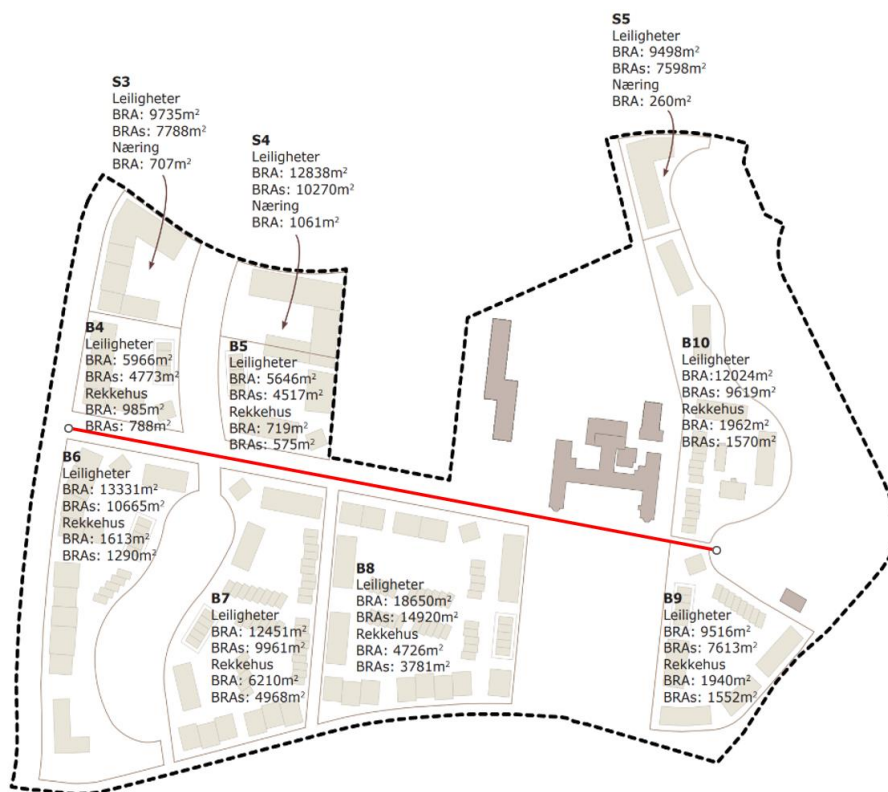 S3
Leiligheter
BRA: 9735m²
BRAs: 7788m²
Næring
BRA: 707m²
S4
Leiligheter
BRA: 12838m²
BRAs: 10270m²
Næring
BRA: 1061m²
S5
Leiligheter
BRA: 9498m²
BRAs: 7598m²
Næring
BRA: 260m²
B4
Leiligheter
BRA: 5966m²
BRAs: 4773m²
Rekkehus
BRA: 985m²
BRAs: 788m²
B5
Leiligheter
BRA: 5646m²
BRAs: 4517m²
Rekkehus
BRA: 719m²
BRAs: 575m²
B10
Leiligheter
BRA:12024m²
BRAs: 9619m²
Rekkehus
BRA: 1962m²
BRAs: 1570m²
B6
Leiligheter
BRA: 13331m²
BRAs: 10665m²
Rekkehus
BRA: 1613m²
BRAs: 1290m²
B7
Leiligheter
BRA: 12451m²
BRAs: 9961m²
Rekkehus
BRA: 6210m²
BRAs: 4968m²
B8
Leiligheter
BRA: 18650m²
BRAs: 14920m²
Rekkehus
BRA: 4726m²
BRAs: 3781m²
B9
Leiligheter
BRA: 9516m²
BRAs: 7613m²
Rekkehus
BRA: 1940m²
BRAs: 1552m²